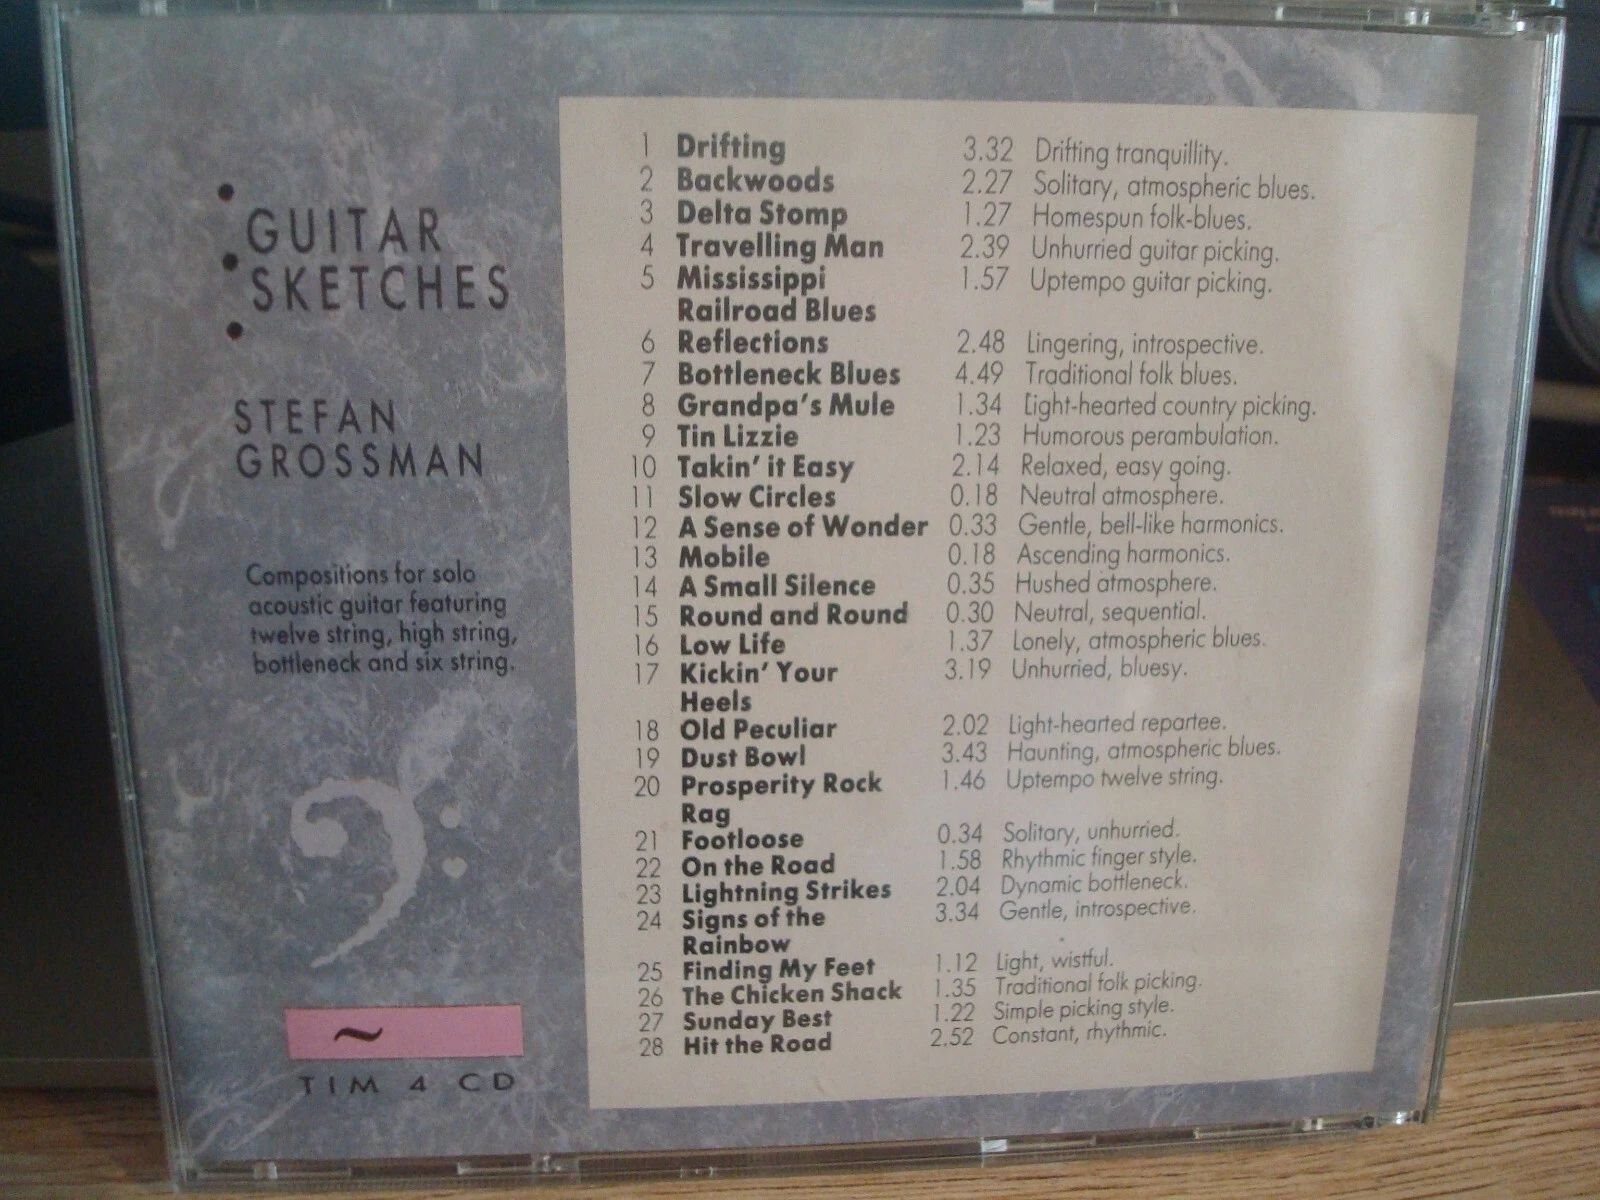 GUITAR
SKETCHES
STEFAN
GROSSMAN
Compositions for solo
acoustic guitar featuring
twelve string, high string,
bottleneck and six string.
~
TIM 4 CD
1 Drifting 3.32 Drifting tranquillity.
2 Backwoods 2.27 Solitary, atmospheric blues.
3 Delta Stomp 1.27 Homespun folk-blues.
4 Travelling Man 2.39 Unhurried guitar picking.
5 Mississippi 1.57 Uptempo guitar picking.
Railroad Blues
6 Reflections 2.48 Lingering, introspective.
7 Bottleneck Blues 4.49 Traditional folk blues.
8 Grandpa's Mule 1.34 Light-hearted country picking.
9 Tin Lizzie 1.23 Humorous perambulation.
10 Takin' it Easy 2.14 Relaxed, easy going.
11 Slow Circles 0.18 Neutral atmosphere.
12 A Sense of Wonder 0.33 Gentle, bell-like harmonics.
13 Mobile 0.18 Ascending harmonics.
14 A Small Silence 0.35 Hushed atmosphere.
15 Round and Round 0.30 Neutral, sequential.
16 Low Life 1.37 Lonely, atmospheric blues.
17 Kickin' Your 3.19 Unhurried, bluesy.
Heels
18 Old Peculiar 2.02 Light-hearted repartee.
19 Dust Bowl 3.43 Haunting, atmospheric blues.
20 Prosperity Rock 1.46 Uptempo twelve string.
Rag
21 Footloose 0.34 Solitary, unhurried.
22 On the Road 1.58 Rhythmic finger style.
23 Lightning Strikes 2.04 Dynamic bottleneck.
24 Signs of the 3.34 Gentle, introspective.
Rainbow
25 Finding My Feet 1.12 Light, wistful.
26 The Chicken Shack 1.35 Traditional folk picking.
27 Sunday Best 1.22 Simple picking style.
28 Hit the Road 2.52 Constant, rhythmic.